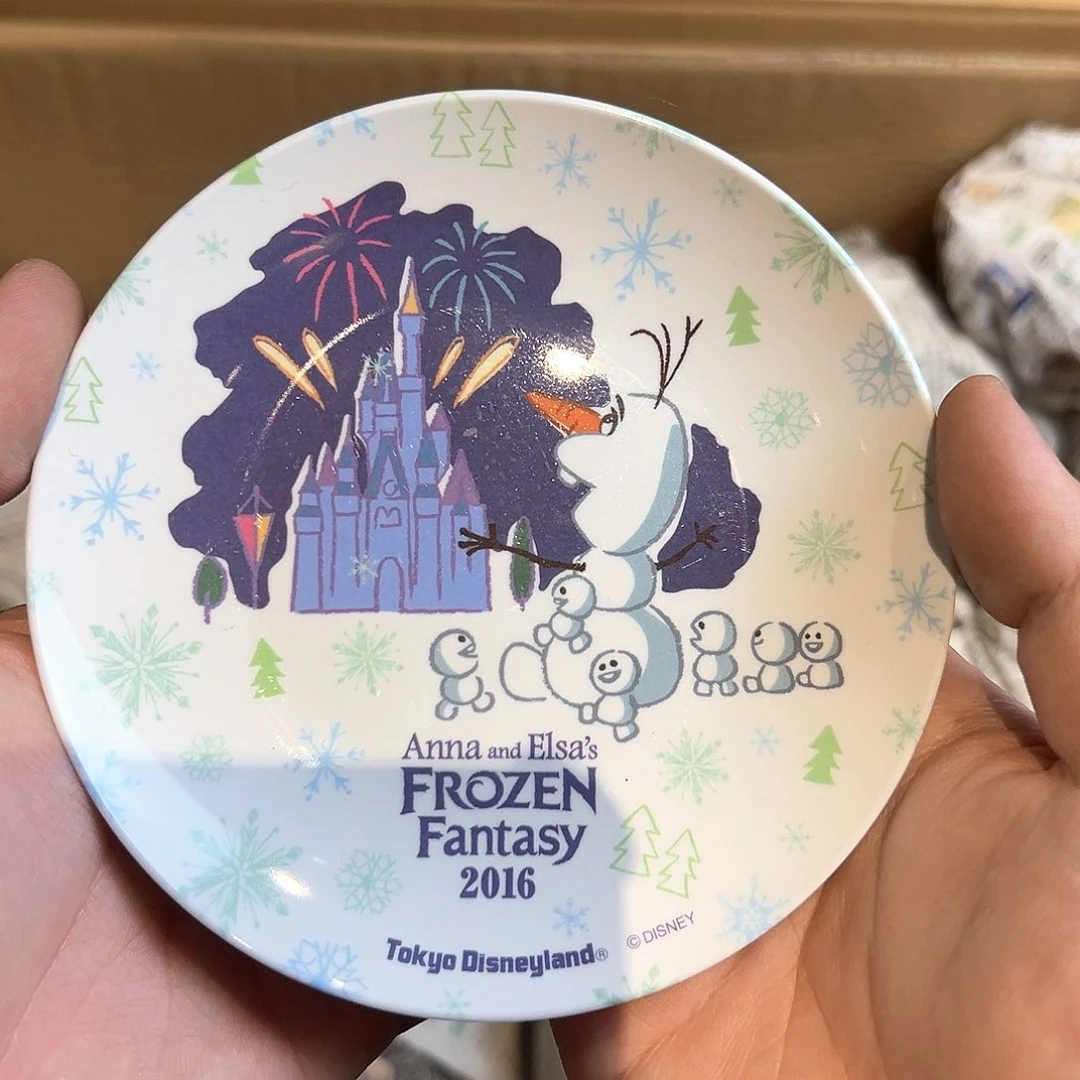 Anna and Elsa's
FROZEN
Fantasy
2016
Tokyo Disneyland®
© DISNEY